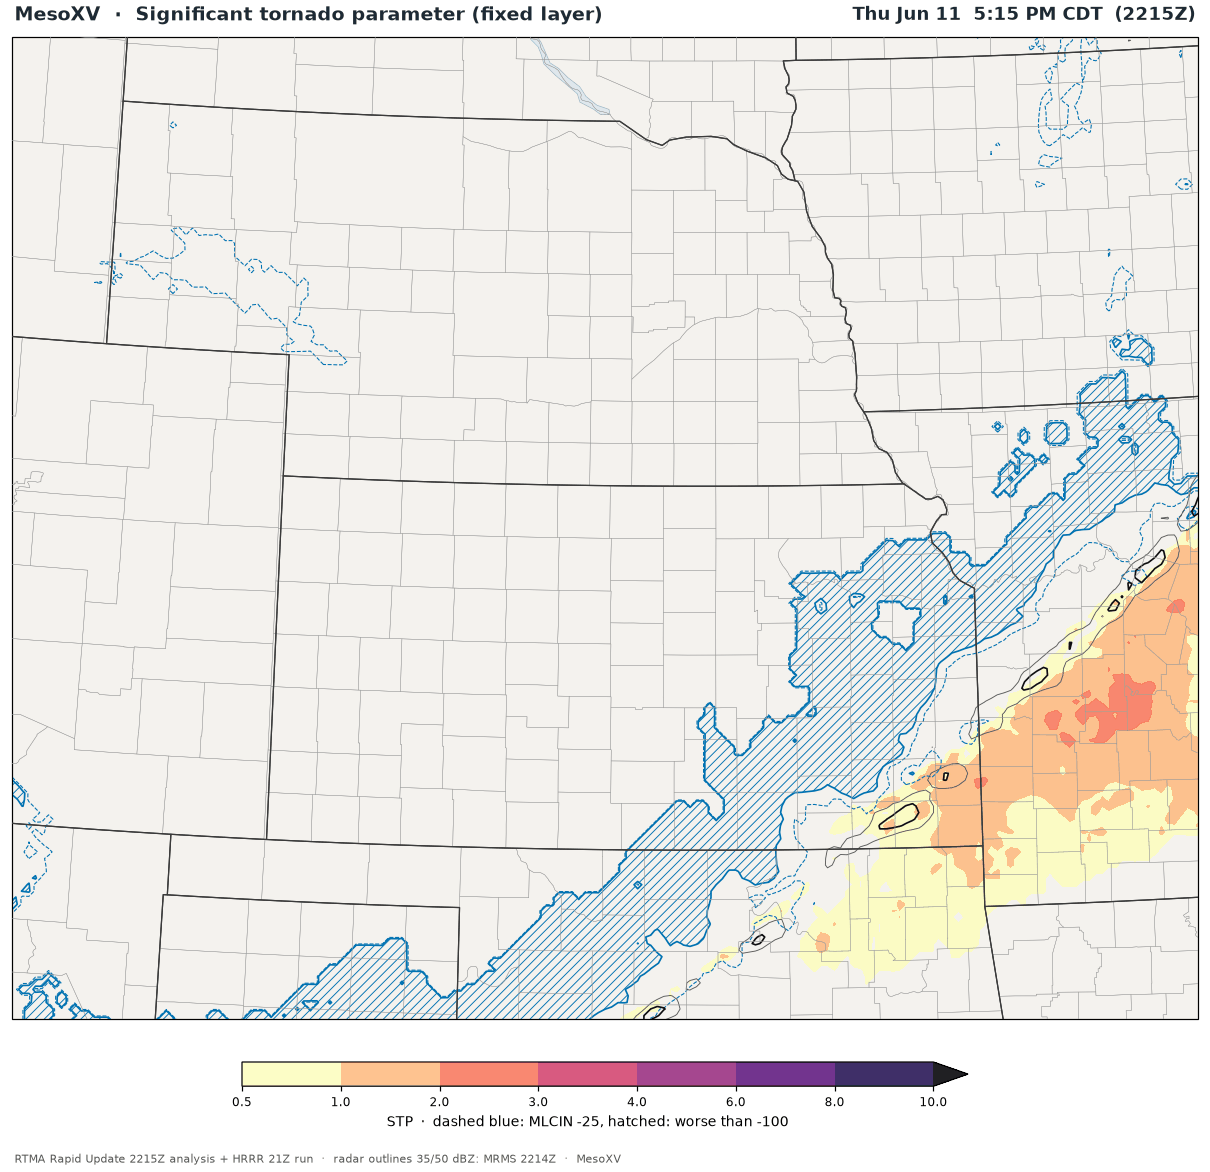 MesoXV · Significant tornado parameter (fixed layer)
Thu Jun 11 5:15 PM CDT (2215Z)
0.5 1.0 2.0 3.0 4.0 6.0 8.0 10.0
STP · dashed blue: MLCIN -25, hatched: worse than -100
RTMA Rapid Update 2215Z analysis + HRRR 21Z run · radar outlines 35/50 dBZ: MRMS 2214Z · MesoXV